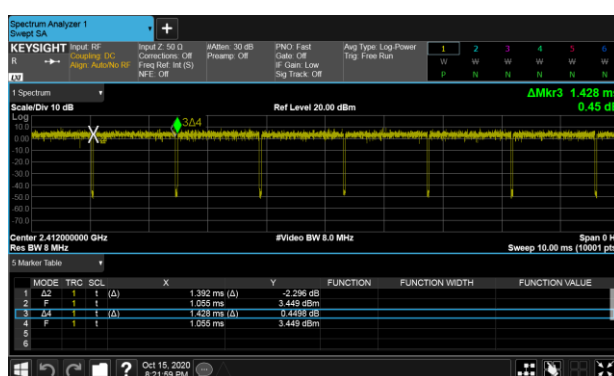 Spectrum Analyzer 1
Swept SA
+
KEYSIGHT Input: RF Input Z: 50 Ω #Atten: 30 dB PNO: Fast Avg Type: Log-Power 1 2 3 4 5 6
R Coupling: DC Corrections: Off Preamp: Off Gate: Off Trig: Free Run W W W W W W
Align: Auto/No RF Freq Ref: Int (S) IF Gain: Low
NFE: Off Sig Track: Off P N N N N N
LXI
1 Spectrum ΔMkr3 1.428 ms
Scale/Div 10 dB Ref Level 20.00 dBm 0.45 dB
Log
10.0
0.00
-10.0
-20.0
-30.0
-40.0
-50.0
-60.0
-70.0
3Δ4
Center 2.412000000 GHz #Video BW 8.0 MHz Span 0 H
Res BW 8 MHz Sweep 10.00 ms (10001 pts
5 Marker Table
MODE TRC SCL X Y FUNCTION FUNCTION WIDTH FUNCTION VALUE
1 Δ2 1 t (Δ) 1.392 ms (Δ) -2.296 dB
2 F 1 t 1.055 ms 3.449 dBm
3 Δ4 1 t (Δ) 1.428 ms (Δ) 0.4498 dB
4 F 1 t 1.055 ms 3.449 dBm
5
6
? Oct 15, 2020
8:21:59 PM